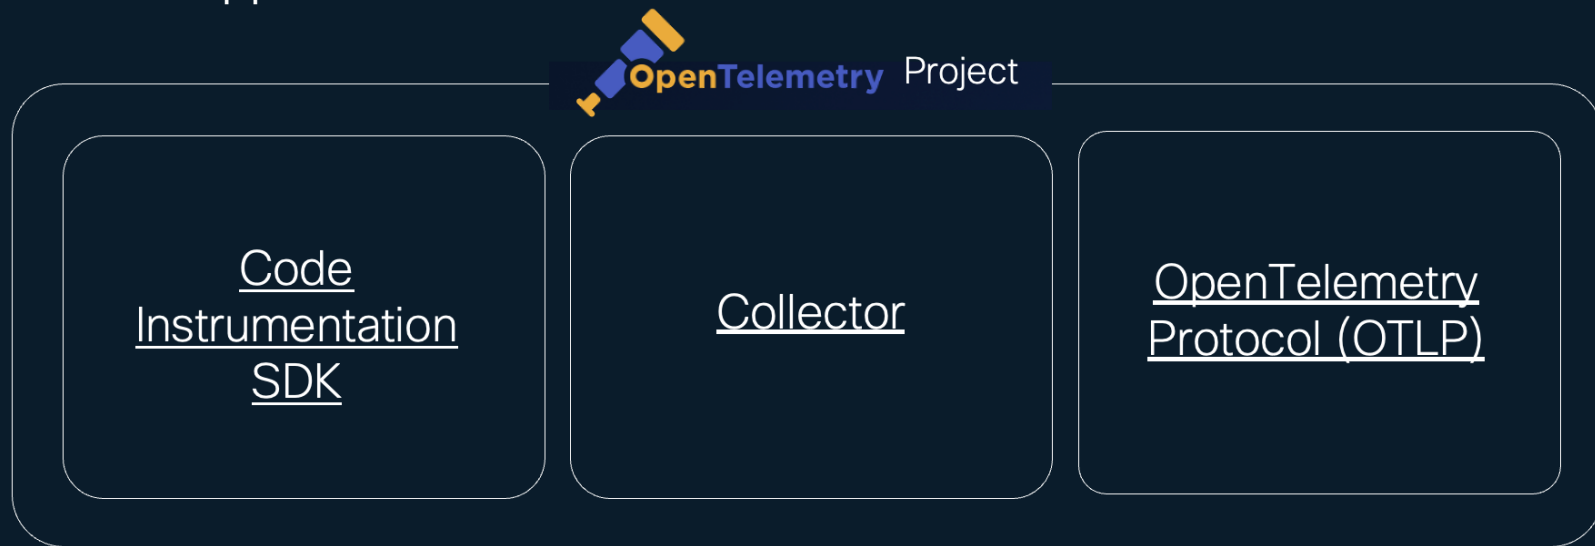 OpenTelemetry Project
Code
Instrumentation
SDK
Collector
OpenTelemetry
Protocol (OTLP)